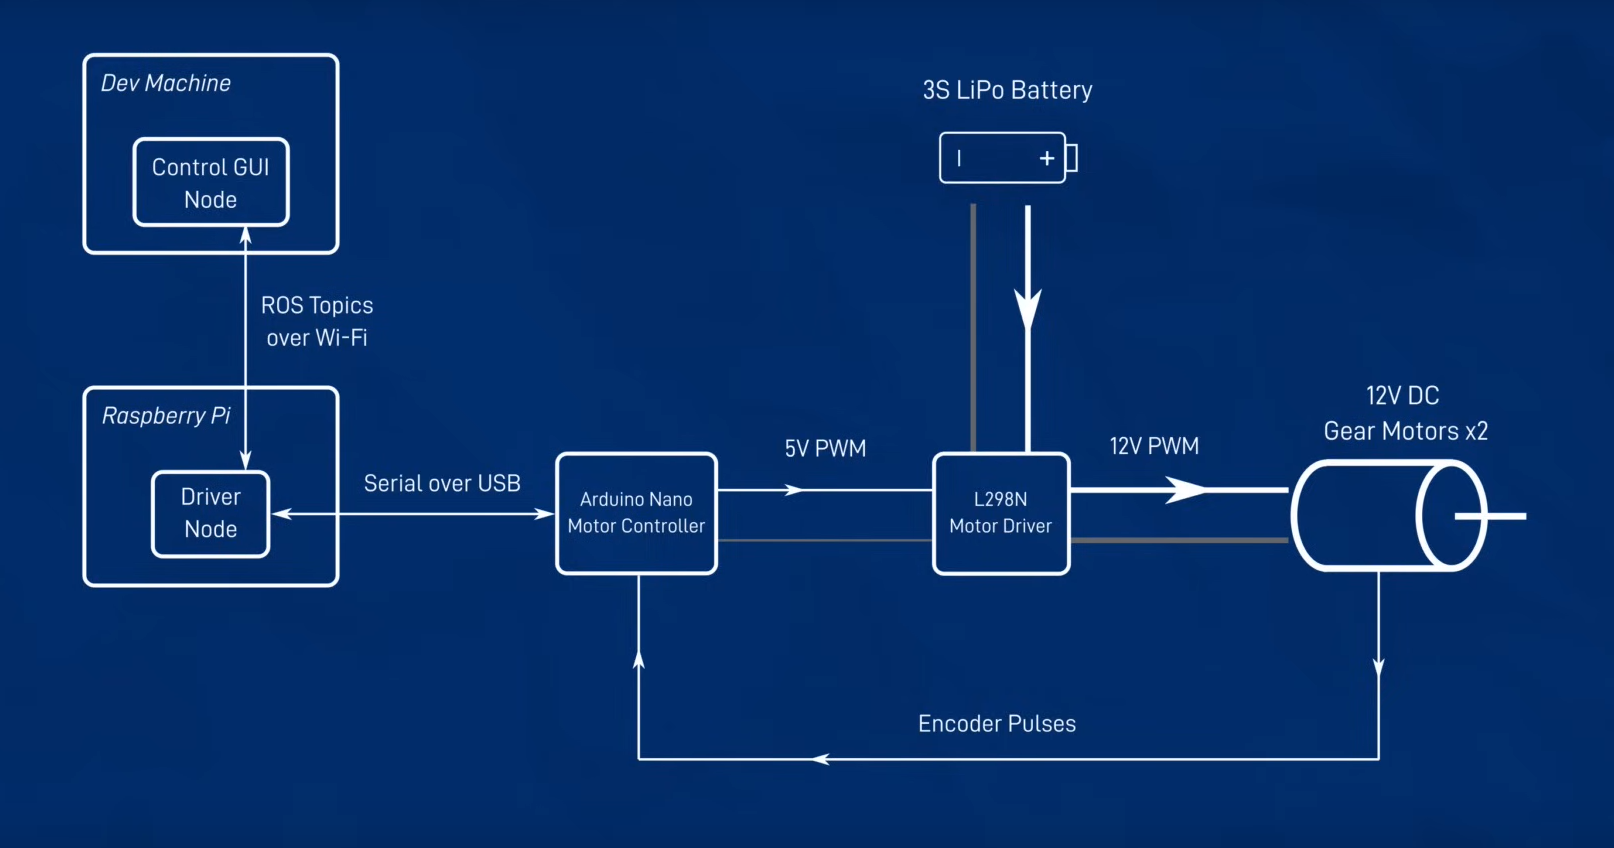 Dev Machine
Control GUI
Node
ROS Topics
over Wi-Fi
Raspberry Pi
Driver
Node
Serial over USB
Arduino Nano
Motor Controller
5V PWM
3S LiPo Battery
+
L298N
Motor Driver
12V PWM
12V DC
Gear Motors x2
Encoder Pulses